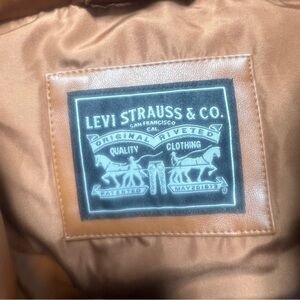 LEVI STRAUSS & CO.
SAN FRANCISCO
CAL.
ORIGINAL RIVETED
QUALITY CLOTHING
PATENTED MAY 20 1873